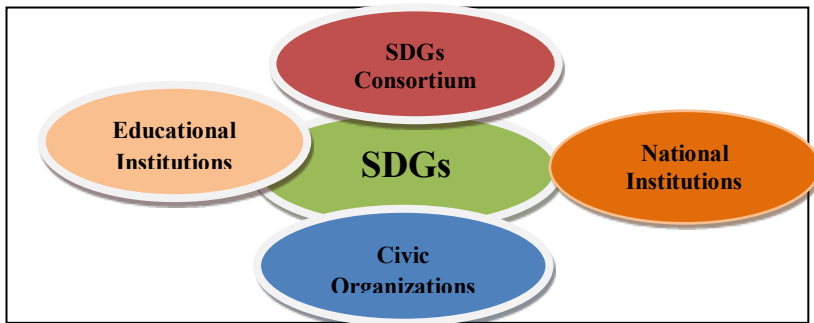 SDGs
Consortium
Educational
Institutions
SDGs
National
Institutions
Civic
Organizations